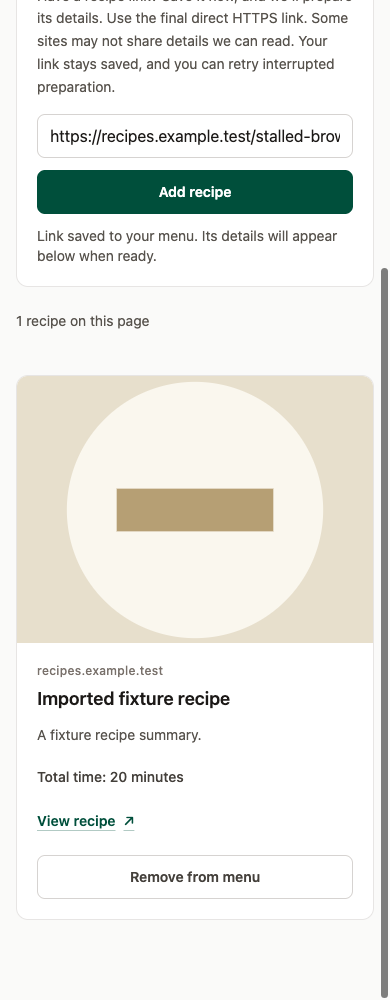 its details. Use the final direct HTTPS link. Some
sites may not share details we can read. Your
link stays saved, and you can retry interrupted
preparation.
https://recipes.example.test/stalled-brow
Add recipe
Link saved to your menu. Its details will appear
below when ready.
1 recipe on this page
recipes.example.test
Imported fixture recipe
A fixture recipe summary.
Total time: 20 minutes
View recipe ↗
Remove from menu